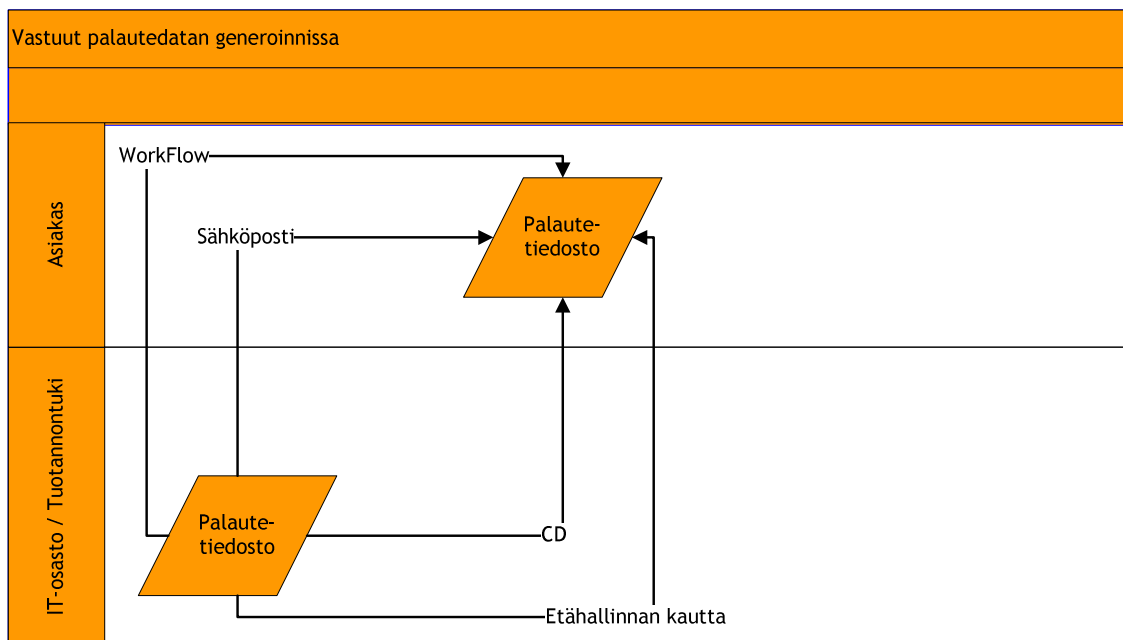 Vastuut palautedatan generoinnissa
WorkFlow
Asiakas
Sähköposti
Palaute-
tiedosto
IT-osasto / Tuotannontuki
Palaute-
tiedosto
CD
Etähallinnan kautta